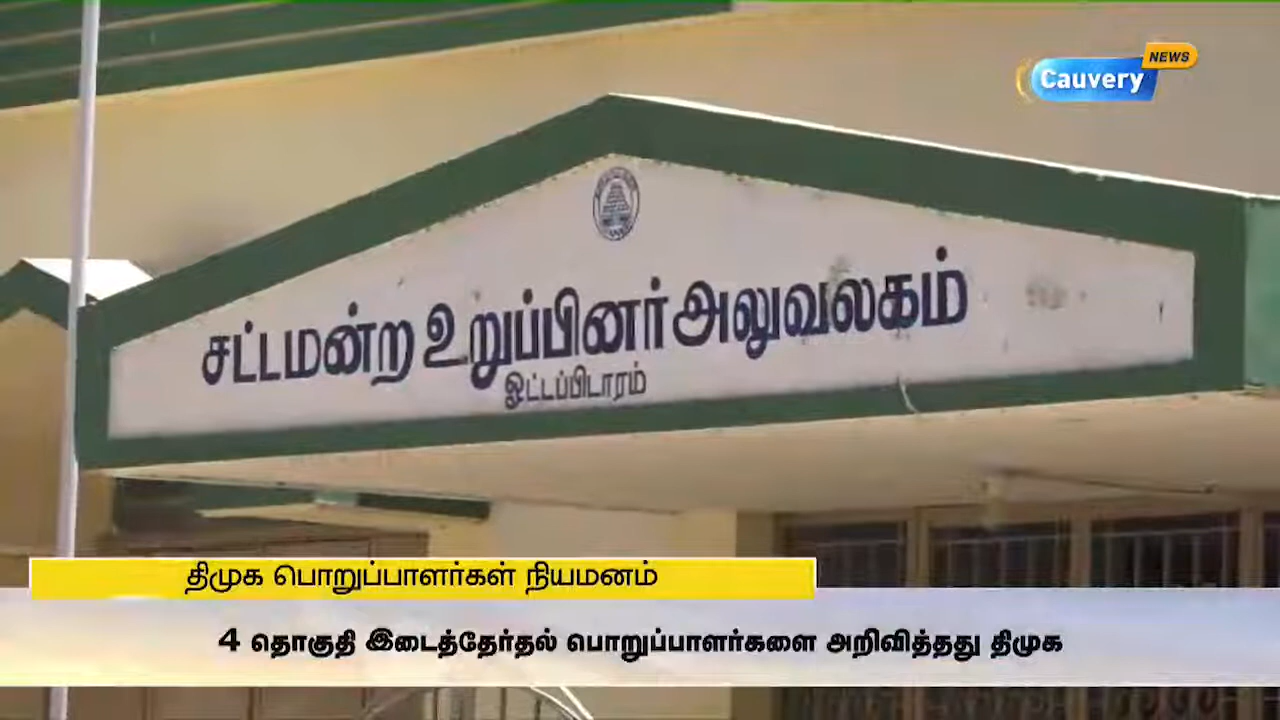 NEWS
Cauvery
சட்டமன்ற உறுப்பினர் அலுவலகம்
ஓட்டப்பிடாரம்
திமுக பொறுப்பாளர்கள் நியமனம்
4 தொகுதி இடைத்தேர்தல் பொறுப்பாளர்களை அறிவித்தது திமுக